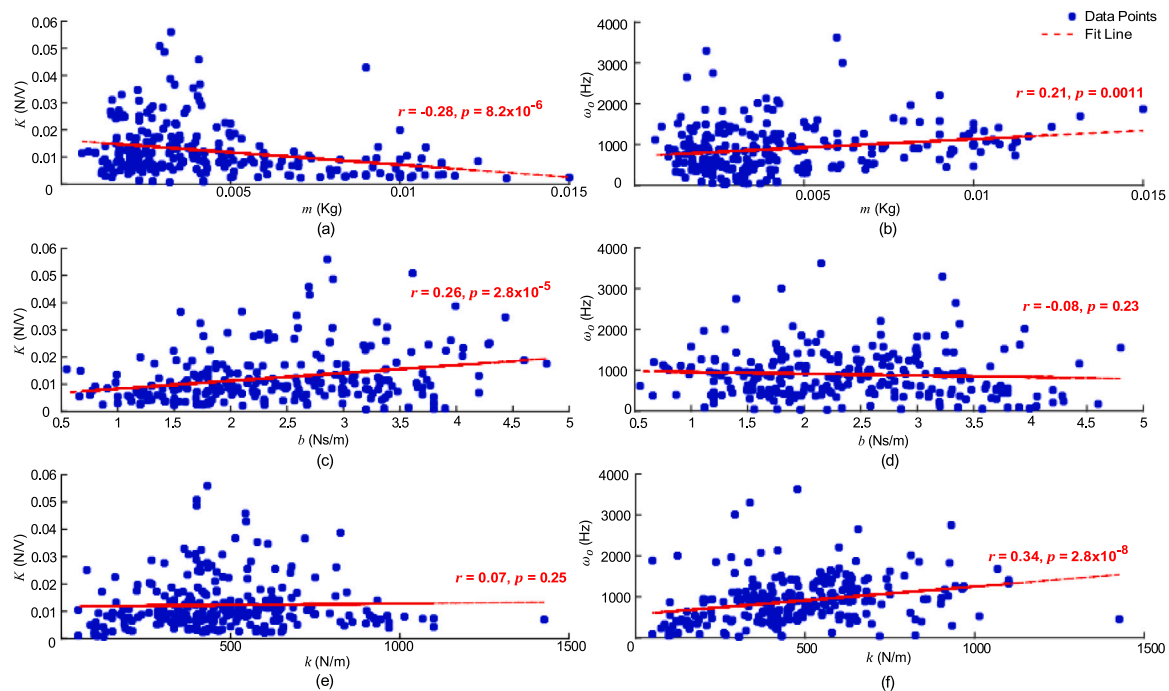 0.06
0.05
0.04
0.03
0.02
0.01
0
K (N/V)
r = -0.28, p = 8.2x10⁻⁶
0.005
0.01
0.015
m (Kg)
(a)
4000
3000
2000
1000
0
ωₒ (Hz)
Data Points
Fit Line
r = 0.21, p = 0.0011
0.005
0.01
0.015
m (Kg)
(b)
0.06
0.05
0.04
0.03
0.02
0.01
0
K (N/V)
r = 0.26, p = 2.8x10⁻⁵
0.5 1 1.5 2 2.5 3 3.5 4 4.5 5
b (Ns/m)
(c)
4000
3000
2000
1000
0
ωₒ (Hz)
r = -0.08, p = 0.23
0.5 1 1.5 2 2.5 3 3.5 4 4.5 5
b (Ns/m)
(d)
0.06
0.05
0.04
0.03
0.02
0.01
0
K (N/V)
r = 0.07, p = 0.25
500 1000 1500
k (N/m)
(e)
4000
3000
2000
1000
0
ωₒ (Hz)
r = 0.34, p = 2.8x10⁻⁸
500 1000 1500
k (N/m)
(f)